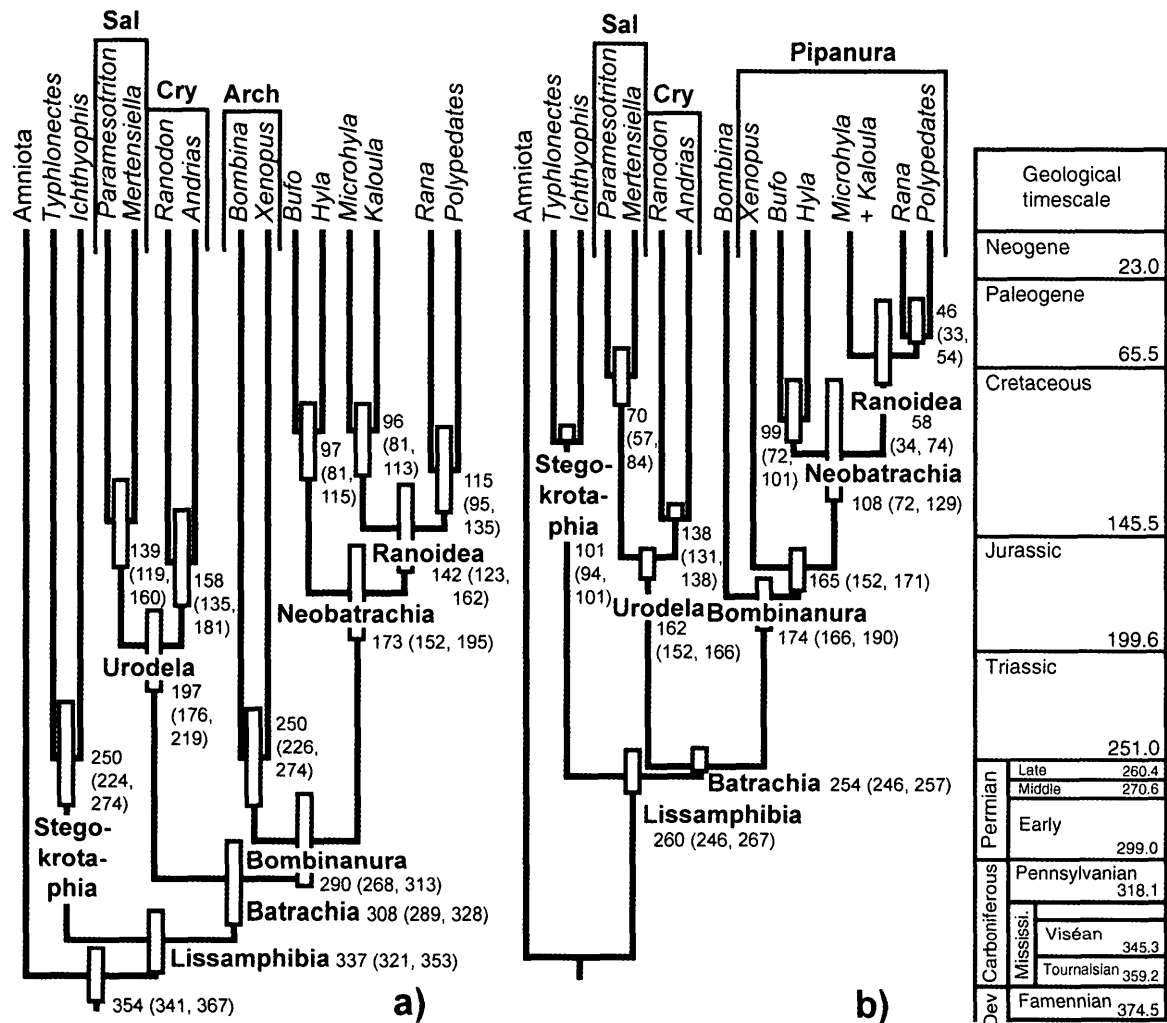 Sal
Cry
Arch
Amniota
Typhlonectes
Ichthyophis
Paramesotriton
Mertensiella
Ranodon
Andrias
Bombina
Xenopus
Bufo
Hyla
Microhyla
Kaloula
Rana
Polypedates
97
(81,
115)
96
(81,
113)
115
(95,
135)
Ranoidea
142 (123,
162)
139
(119,
160)
158
(135,
181)
Neobatrachia
173 (152, 195)
Urodela
197
(176,
219)
250
(224,
274)
250
(226,
274)
Stego-
krota-
phia
Bombinanura
290 (268, 313)
Batrachia 308 (289, 328)
Lissamphibia 337 (321, 353)
354 (341, 367)
a)
Sal
Cry
Pipanura
Amniota
Typhlonectes
Ichthyophis
Paramesotriton
Mertensiella
Ranodon
Andrias
Bombina
Xenopus
Bufo
Hyla
Microhyla
+ Kaloula
Rana
Polypedates
46
(33,
54)
Ranoidea
58
(34, 74)
70
(57,
84)
99
(72,
101)
Neobatrachia
108 (72, 129)
Stego-
krota-
phia
101
(94,
101)
138
(131,
138)
165 (152, 171)
Urodela
162
(152, 166)
Bombinanura
174 (166, 190)
Batrachia 254 (246, 257)
Lissamphibia
260 (246, 267)
b)
Geological
timescale
Neogene
23.0
Paleogene
65.5
Cretaceous
145.5
Jurassic
199.6
Triassic
251.0
Permian
Late 260.4
Middle 270.6
Early
299.0
Carboniferous
Pennsylvanian
318.1
Mississi.
Viséan
345.3
Tournaisian 359.2
Dev
Famennian 374.5